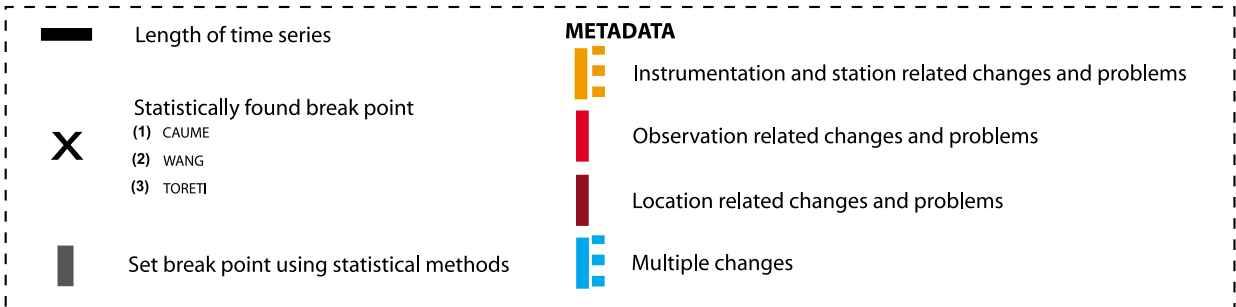 Length of time series
Statistically found break point
(1) CAUME
(2) WANG
(3) TORETI
Set break point using statistical methods
METADATA
Instrumentation and station related changes and problems
Observation related changes and problems
Location related changes and problems
Multiple changes